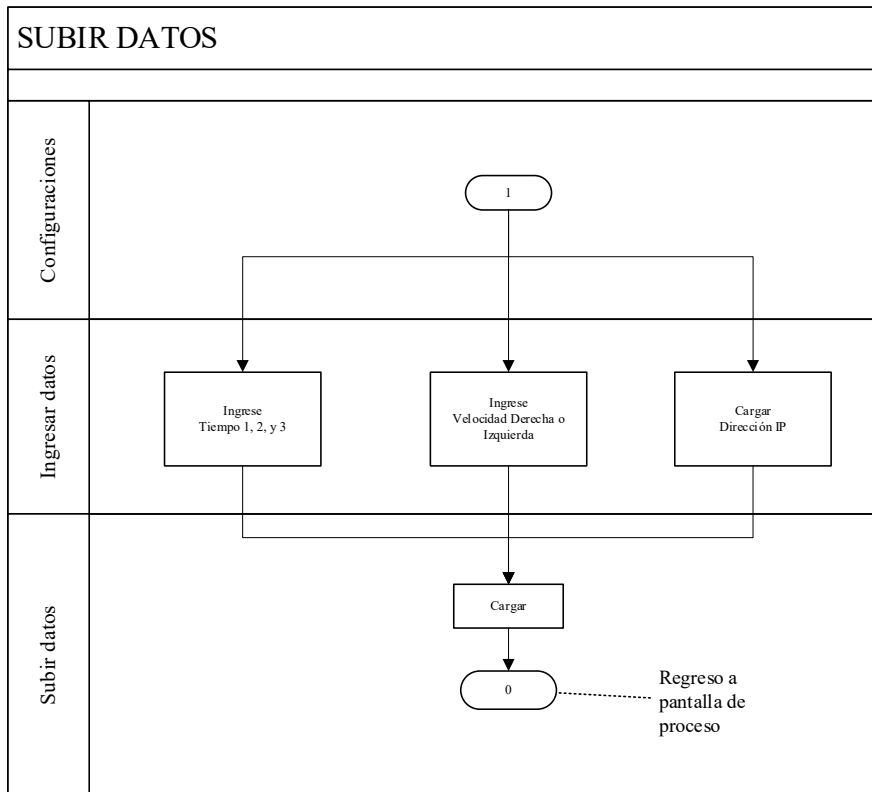 SUBIR DATOS
Configuraciones
1
Ingresar datos
Ingrese
Tiempo 1, 2, y 3
Ingrese
Velocidad Derecha o
Izquierda
Cargar
Dirección IP
Subir datos
Cargar
0
Regreso a
pantalla de
proceso